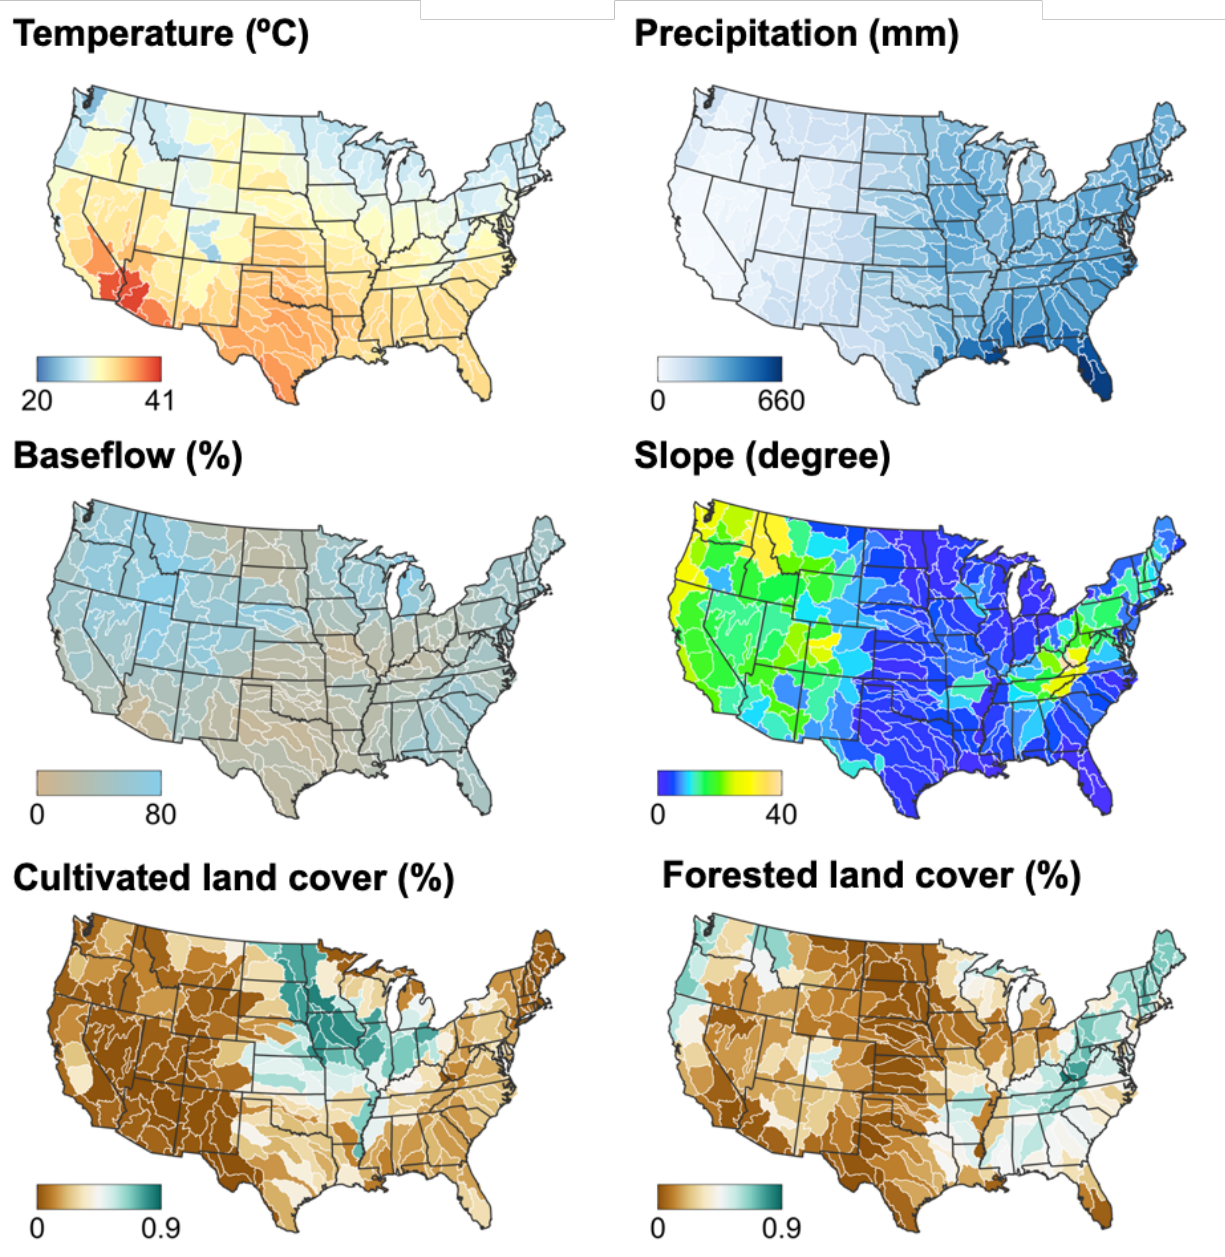 Temperature (ºC)
Precipitation (mm)
20 41
0 660
Baseflow (%)
Slope (degree)
0 80
0 40
Cultivated land cover (%)
Forested land cover (%)
0 0.9
0 0.9